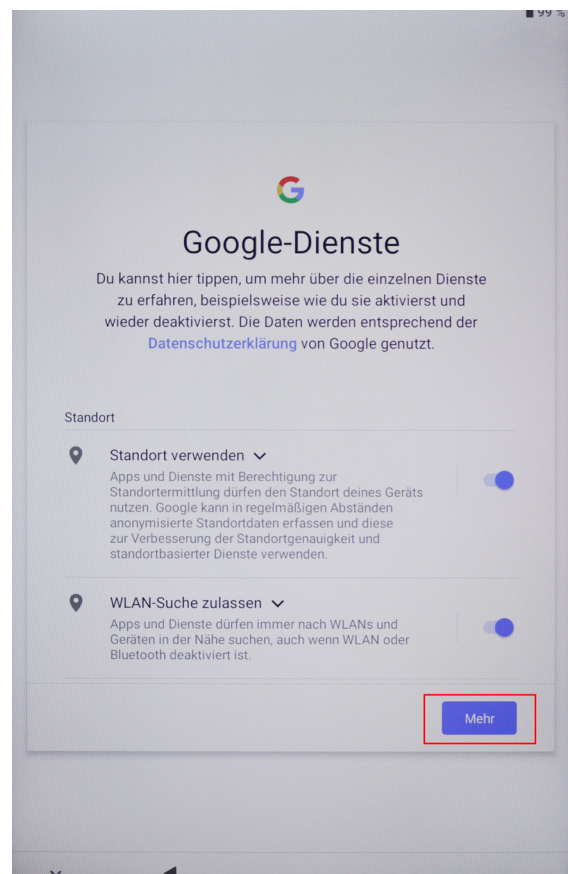 99 %
Google-Dienste
Du kannst hier tippen, um mehr über die einzelnen Dienste
zu erfahren, beispielsweise wie du sie aktivierst und
wieder deaktivierst. Die Daten werden entsprechend der
Datenschutzerklärung von Google genutzt.
Standort
Standort verwenden
Apps und Dienste mit Berechtigung zur
Standortermittlung dürfen den Standort deines Geräts
nutzen. Google kann in regelmäßigen Abständen
anonymisierte Standortdaten erfassen und diese
zur Verbesserung der Standortgenauigkeit und
standortbasierter Dienste verwenden.
WLAN-Suche zulassen
Apps und Dienste dürfen immer nach WLANs und
Geräten in der Nähe suchen, auch wenn WLAN oder
Bluetooth deaktiviert ist.
Mehr